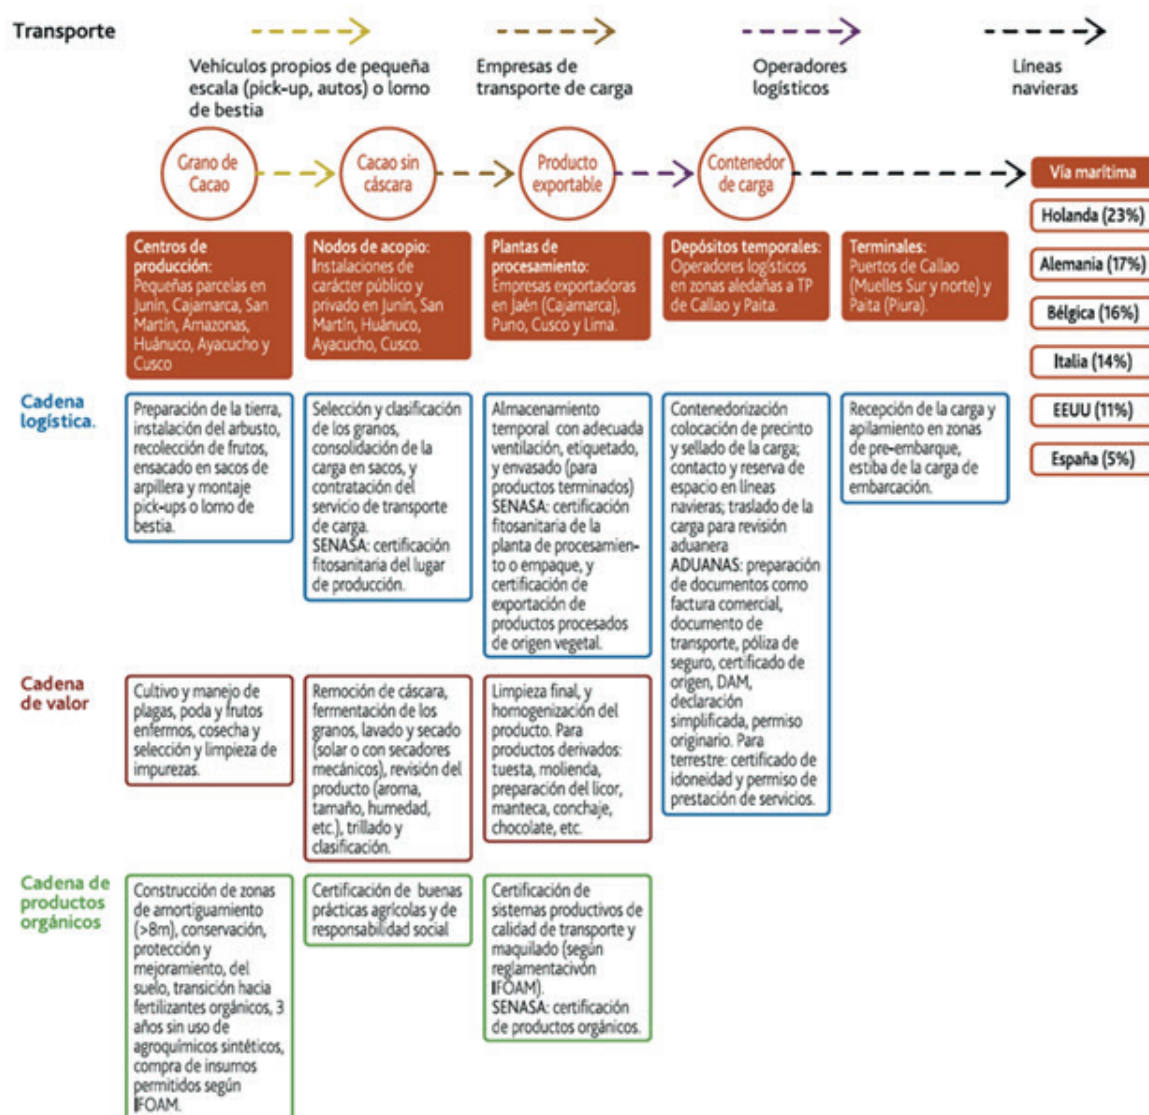 Transporte
Vehículos propios de pequeña
escala (pick-up, autos) o lomo
de bestia
Empresas de
transporte de carga
Operadores
logísticos
Líneas
navieras
Grano de
Cacao
Cacao sin
cáscara
Producto
exportable
Contenedor
de carga
Vía marítima
Holanda (23%)
Alemania (17%)
Bélgica (16%)
Italia (14%)
EEUU (11%)
España (5%)
Centros de
producción:
Pequeñas parcelas en
Junín, Cajamarca, San
Martín, Amazonas,
Huánuco, Ayacucho y
Cusco
Nodos de acopio:
Instalaciones de
carácter público y
privado en Junín, San
Martín, Huánuco,
Ayacucho, Cusco.
Plantas de
procesamiento:
Empresas exportadoras
en Jaén (Cajamarca),
Puno, Cusco y Lima.
Depósitos temporales:
Operadores logísticos
en zonas aledañas a TP
de Callao y Paita.
Terminales:
Puertos de Callao
(Muelles Sur y norte) y
Paita (Piura).
Cadena
logística.
Preparación de la tierra,
instalación del arbusto,
recolección de frutos,
ensacado en sacos de
arpillera y montaje
pick-ups o lomo de
bestia.
Selección y clasificación
de los granos,
consolidación de la
carga en sacos, y
contratación del
servicio de transporte
de carga.
SENASA: certificación
fitosanitaria del lugar
de producción.
Almacenamiento
temporal con adecuada
ventilación, etiquetado,
y envasado (para
productos terminados)
SENASA: certificación
fitosanitaria de la
planta de procesamien-
to o empaque, y
certificación de
exportación de
productos procesados
de origen vegetal.
Contenedorización
colocación de precinto
y sellado de la carga;
contacto y reserva de
espacio en líneas
navieras; traslado de la
carga para revisión
aduanera
ADUANAS: preparación
de documentos como
factura comercial,
documento de
transporte, póliza de
seguro, certificado de
origen, DAM,
declaración
simplificada, permiso
originario. Para
terrestre: certificado de
idoneidad y permiso de
prestación de servicios.
Recepción de la carga y
apilamiento en zonas
de pre-embarque,
estiba de la carga de
embarcación.
Cadena
de valor
Cultivo y manejo de
plagas, poda y frutos
enfermos, cosecha y
selección y limpieza de
impurezas.
Remoción de cáscara,
fermentación de los
granos, lavado y secado
(solar o con secadores
mecánicos), revisión del
producto (aroma,
tamaño, humedad,
etc.), trillado y
clasificación.
Limpieza final, y
homogenización del
producto. Para
productos derivados:
tuesta, molienda,
preparación del licor,
manteca, conchaje,
chocolate, etc.
Cadena de
productos
orgánicos
Construcción de zonas
de amortiguamiento
(>8m), conservación,
protección y
mejoramiento, del
suelo, transición hacia
fertilizantes orgánicos, 3
años sin uso de
agroquímicos sintéticos,
compra de insumos
permitidos según
IFOAM.
Certificación de buenas
prácticas agrícolas y de
responsabilidad social
Certificación de
sistemas productivos de
calidad de transporte y
maquilado (según
reglamentacivón
IFOAM).
SENASA: certificación
de productos orgánicos.